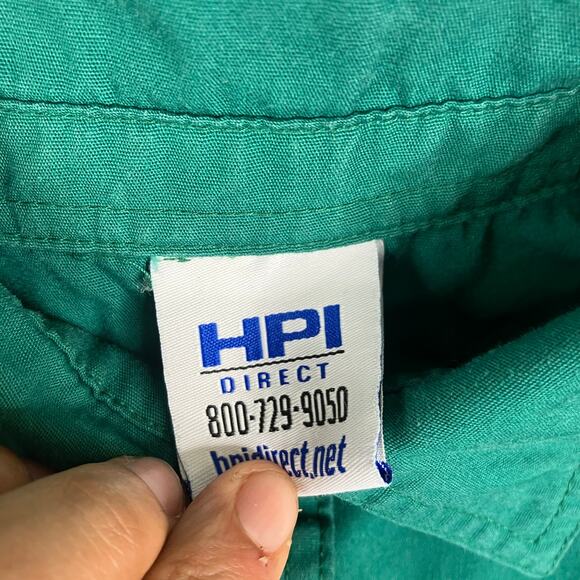 HPI
DIRECT
800-729-9050
hpidirect.net